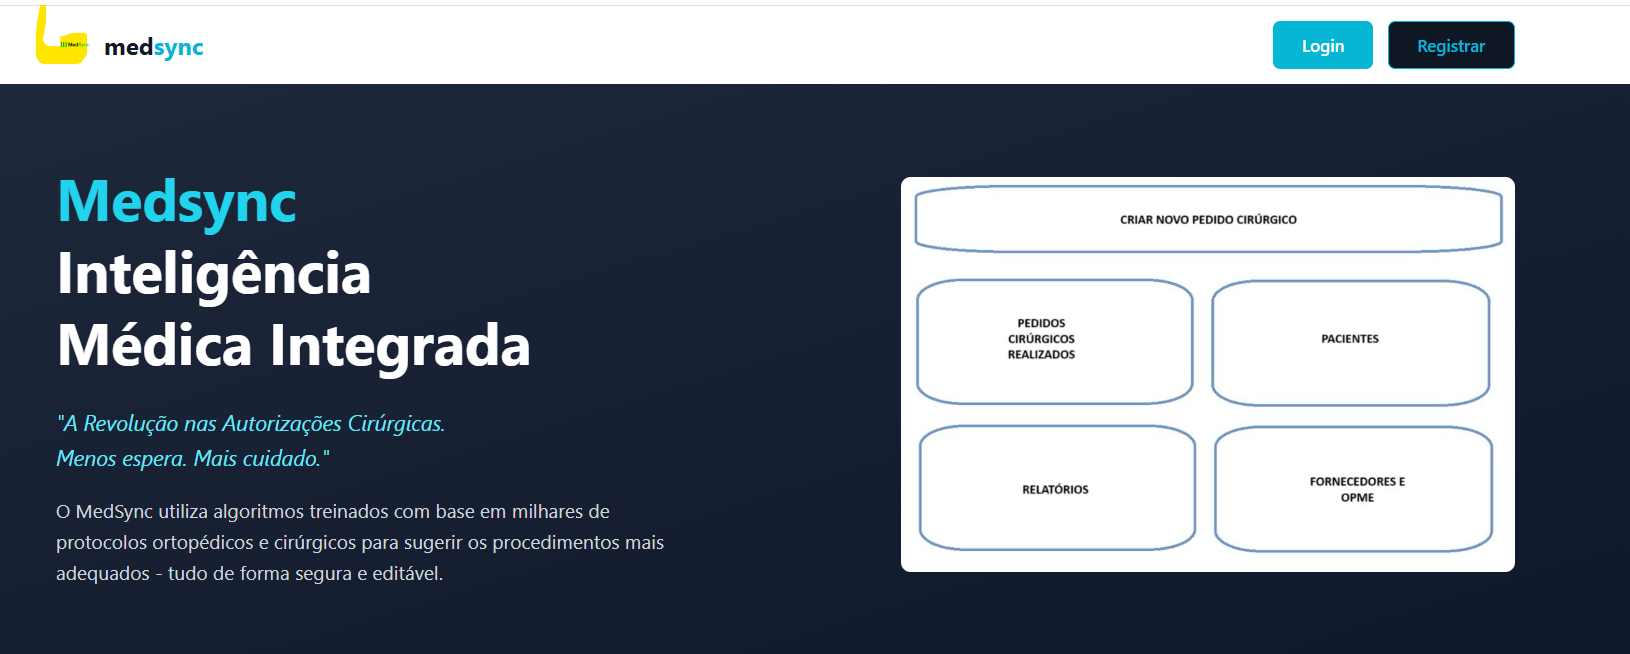 MedSync
medsync
Login
Registrar
Medsync
Inteligência
Médica Integrada
"A Revolução nas Autorizações Cirúrgicas.
Menos espera. Mais cuidado."
O MedSync utiliza algoritmos treinados com base em milhares de
protocolos ortopédicos e cirúrgicos para sugerir os procedimentos mais
adequados - tudo de forma segura e editável.
CRIAR NOVO PEDIDO CIRÚRGICO
PEDIDOS
CIRÚRGICOS
REALIZADOS
PACIENTES
RELATÓRIOS
FORNECEDORES E
OPME